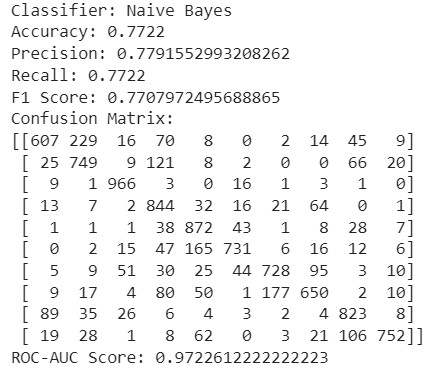 Classifier: Naive Bayes
Accuracy: 0.7722
Precision: 0.7791552993208262
Recall: 0.7722
F1 Score: 0.7707972495688865
Confusion Matrix:
[[607 229  16  70   8   0   2  14  45   9]
 [ 25 749   9 121   8   2   0   0  66  20]
 [  9   1 966   3   0  16   1   3   1   0]
 [ 13   7   2 844  32  16  21  64   0   1]
 [  1   1   1  38 872  43   1   8  28   7]
 [  0   2  15  47 165 731   6  16  12   6]
 [  5   9  51  30  25  44 728  95   3  10]
 [  9  17   4  80  50   1 177 650   2  10]
 [ 89  35  26   6   4   3   2   4 823   8]
 [ 19  28   1   8  62   0   3  21 106 752]]
ROC-AUC Score: 0.9722612222222223